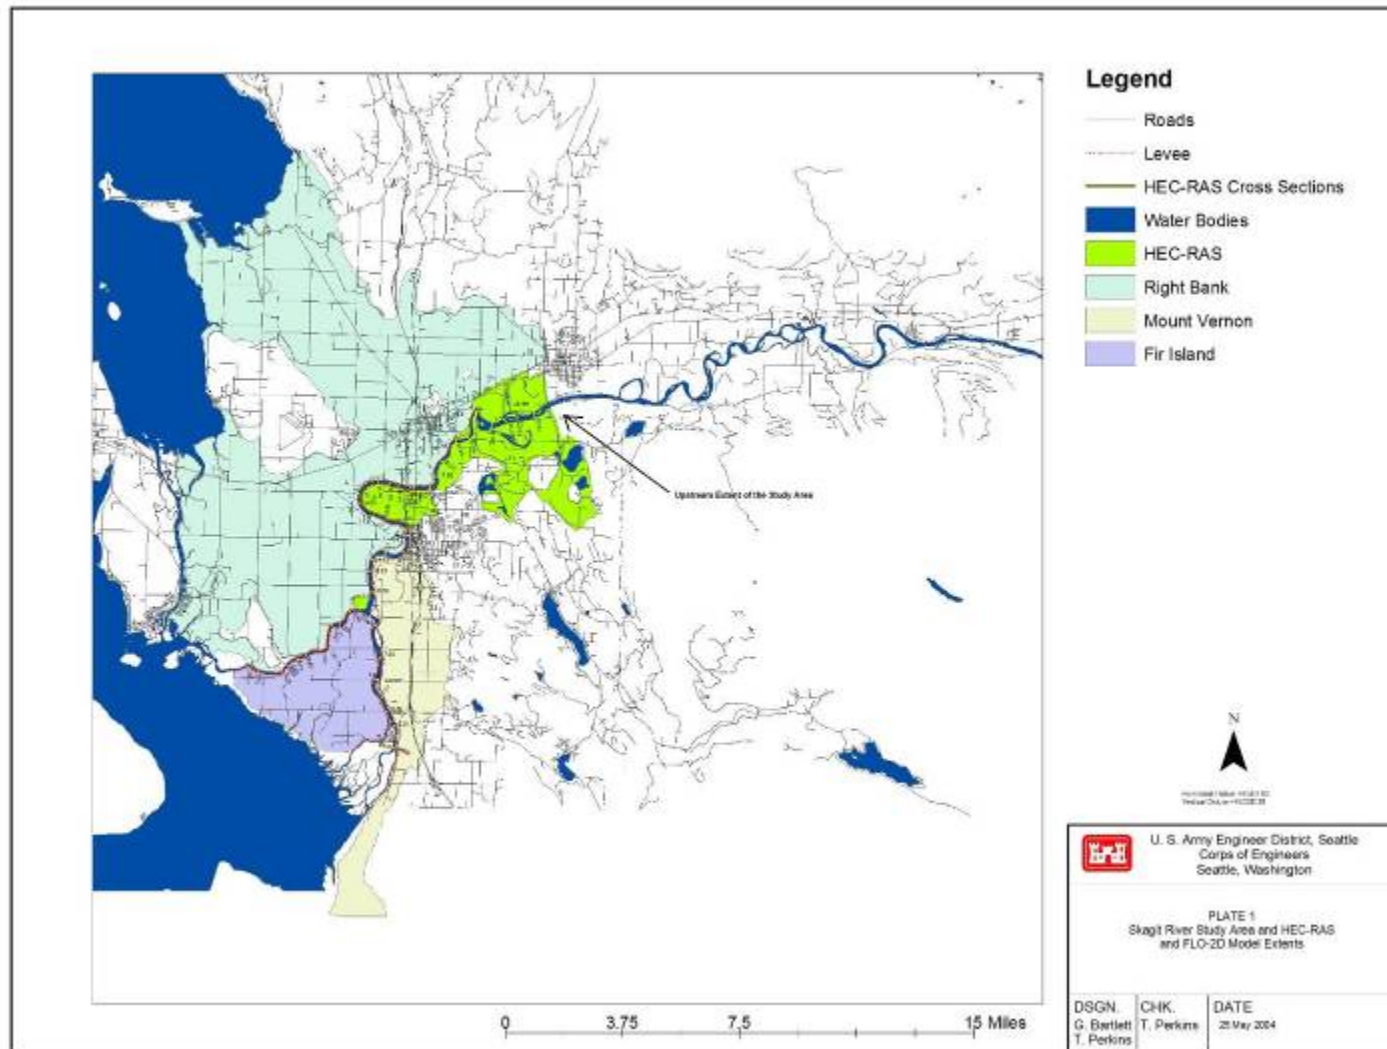 Legend
Roads
Levee
HEC-RAS Cross Sections
Water Bodies
HEC-RAS
Right Bank
Mount Vernon
Fir Island
Upstream Extent of the Study Area
N
U. S. Army Engineer District, Seattle
Corps of Engineers
Seattle, Washington
PLATE 1
Skagit River Study Area and HEC-RAS
and FLO-2D Model Extents
DSGN.
G. Bartlett
T. Perkins
CHK.
T. Perkins
DATE
25 May 2004
0 3.75 7.5 15 Miles